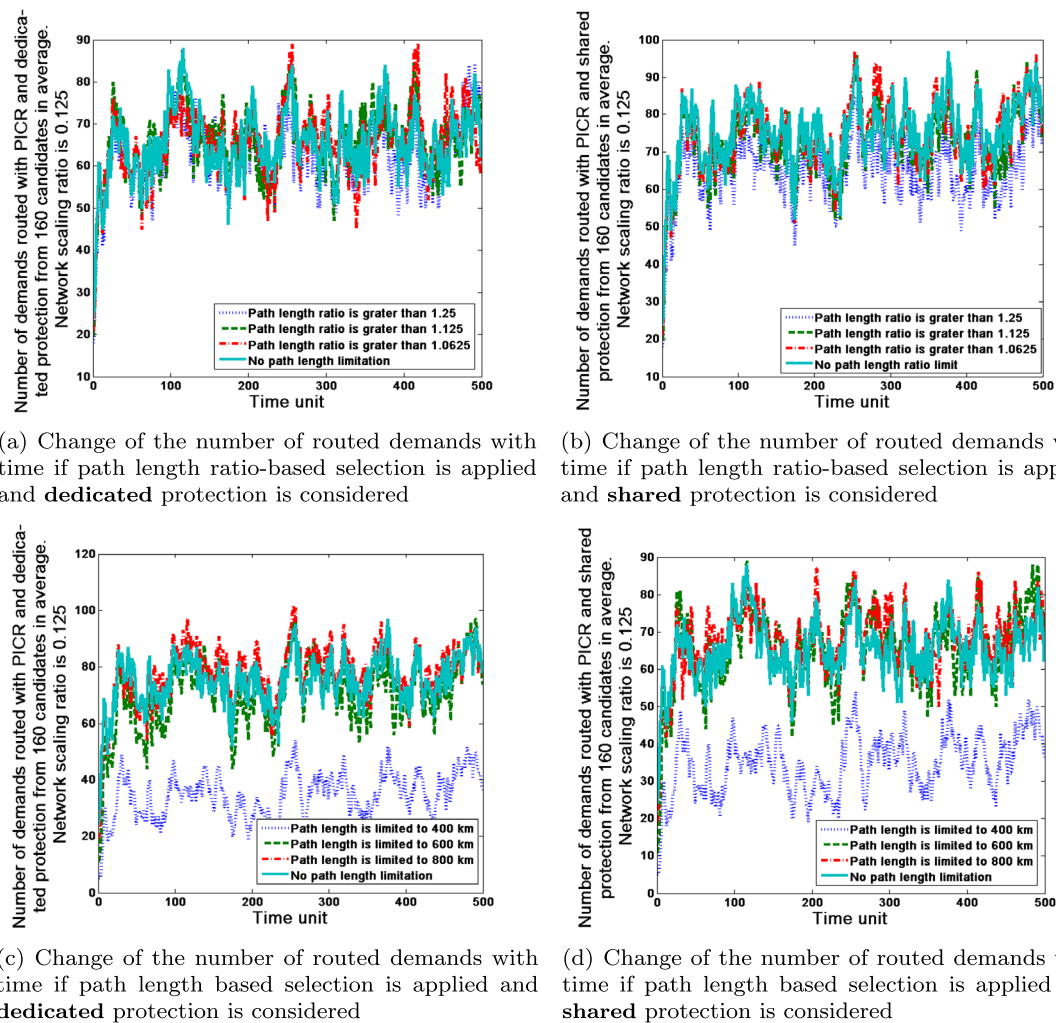 Number of demands routed with PICR and dedica-
ted protection from 160 candidates in average.
Network scaling ratio is 0.125
90
80
70
60
50
40
30
20
10
0 100 200 300 400 500
Time unit
Path length ratio is grater than 1.25
Path length ratio is grater than 1.125
Path length ratio is grater than 1.0625
No path length limitation
(a) Change of the number of routed demands with
time if path length ratio-based selection is applied
and dedicated protection is considered
Number of demands routed with PICR and shared
protection from 160 candidates in average.
Network scaling ratio is 0.125
100
90
80
70
60
50
40
30
20
10
0 100 200 300 400 500
Time unit
Path length ratio is grater than 1.25
Path length ratio is grater than 1.125
Path length ratio is grater than 1.0625
No path length ratio limit
(b) Change of the number of routed demands
time if path length ratio-based selection is
and shared protection is considered
Number of demands routed with PICR and dedica-
ted protection from 160 candidates in average.
Network scaling ratio is 0.125
120
100
80
60
40
20
0
0 100 200 300 400 500
Time unit
Path length is limited to 400 km
Path length is limited to 600 km
Path length is limited to 800 km
No path length limitation
(c) Change of the number of routed demands with
time if path length based selection is applied and
dedicated protection is considered
Number of demands routed with PICR and shared
protection from 160 candidates in average.
Network scaling ratio is 0.125
90
80
70
60
50
40
30
20
10
0
0 100 200 300 400 500
Time unit
Path length is limited to 400 km
Path length is limited to 600 km
Path length is limited to 800 km
No path length limitation
(d) Change of the number of routed demands
time if path length based selection is applied
shared protection is considered